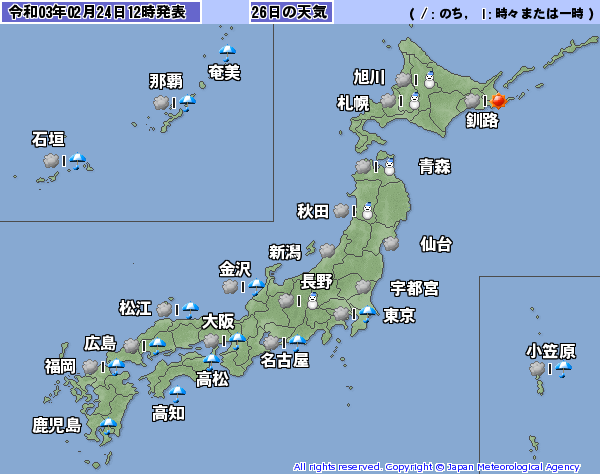 令和03年02月24日12時発表
26日の天気
( /: のち, |: 時々または一時 )
奄美
那覇
石垣
旭川
札幌
釧路
青森
秋田
仙台
新潟
金沢
長野
宇都宮
松江
大阪
東京
広島
名古屋
福岡
高松
高知
鹿児島
小笠原
All rights reserved. Copyright © Japan Meteorological Agency